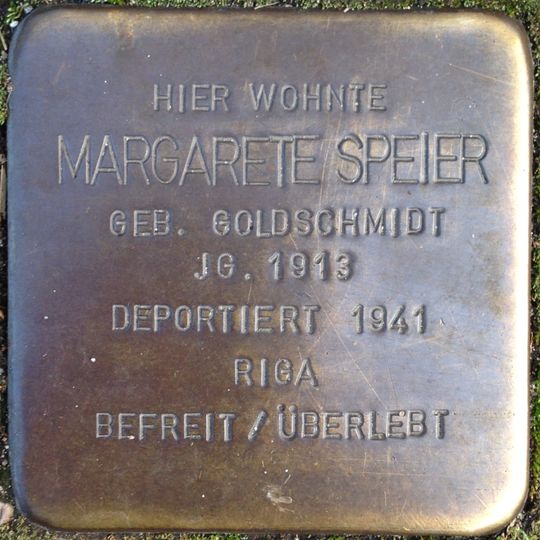 HIER WOHNTE
MARGARETE SPEIER
GEB. GOLDSCHMIDT
JG. 1913
DEPORTIERT 1941
RIGA
BEFREIT / ÜBERLEBT